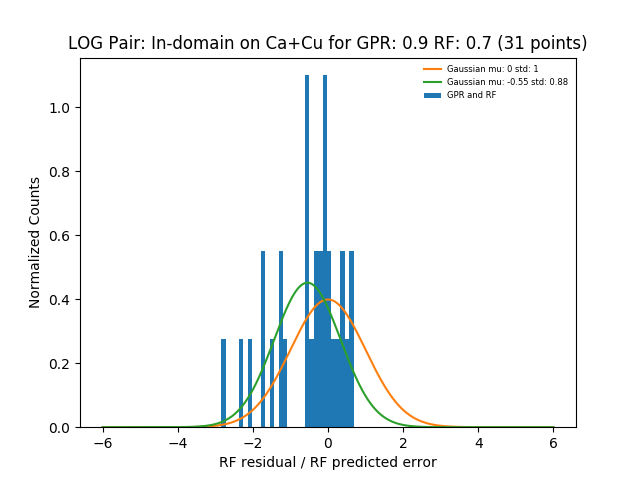 LOG Pair: In-domain on Ca+Cu for GPR: 0.9 RF: 0.7 (31 points)
Gaussian mu: 0 std: 1
Gaussian mu: -0.55 std: 0.88
GPR and RF
Normalized Counts
1.0
0.8
0.6
0.4
0.2
0.0
−6 −4 −2 0 2 4 6
RF residual / RF predicted error